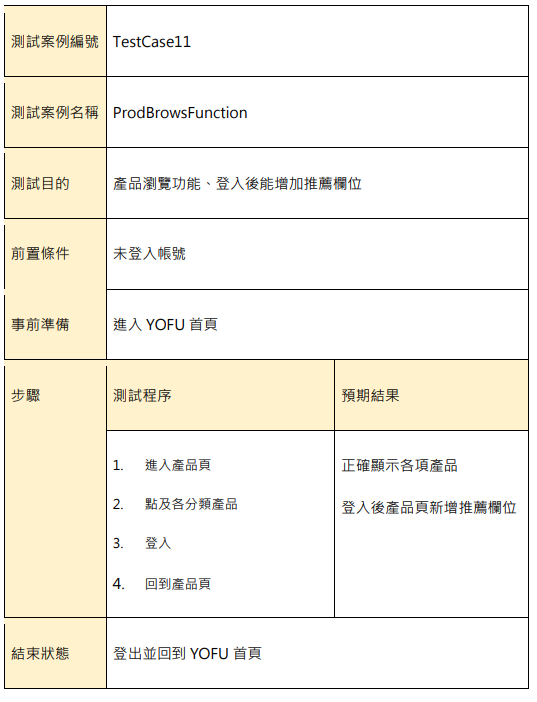 測試案例編號 TestCase11
測試案例名稱 ProdBrowsFunction
測試目的 產品瀏覽功能、登入後能增加推薦欄位
前置條件 未登入帳號
事前準備 進入 YOFU 首頁
步驟 測試程序 預期結果
1. 進入產品頁
2. 點及各分類產品
3. 登入
4. 回到產品頁
正確顯示各項產品
登入後產品頁新增推薦欄位
結束狀態 登出並回到 YOFU 首頁